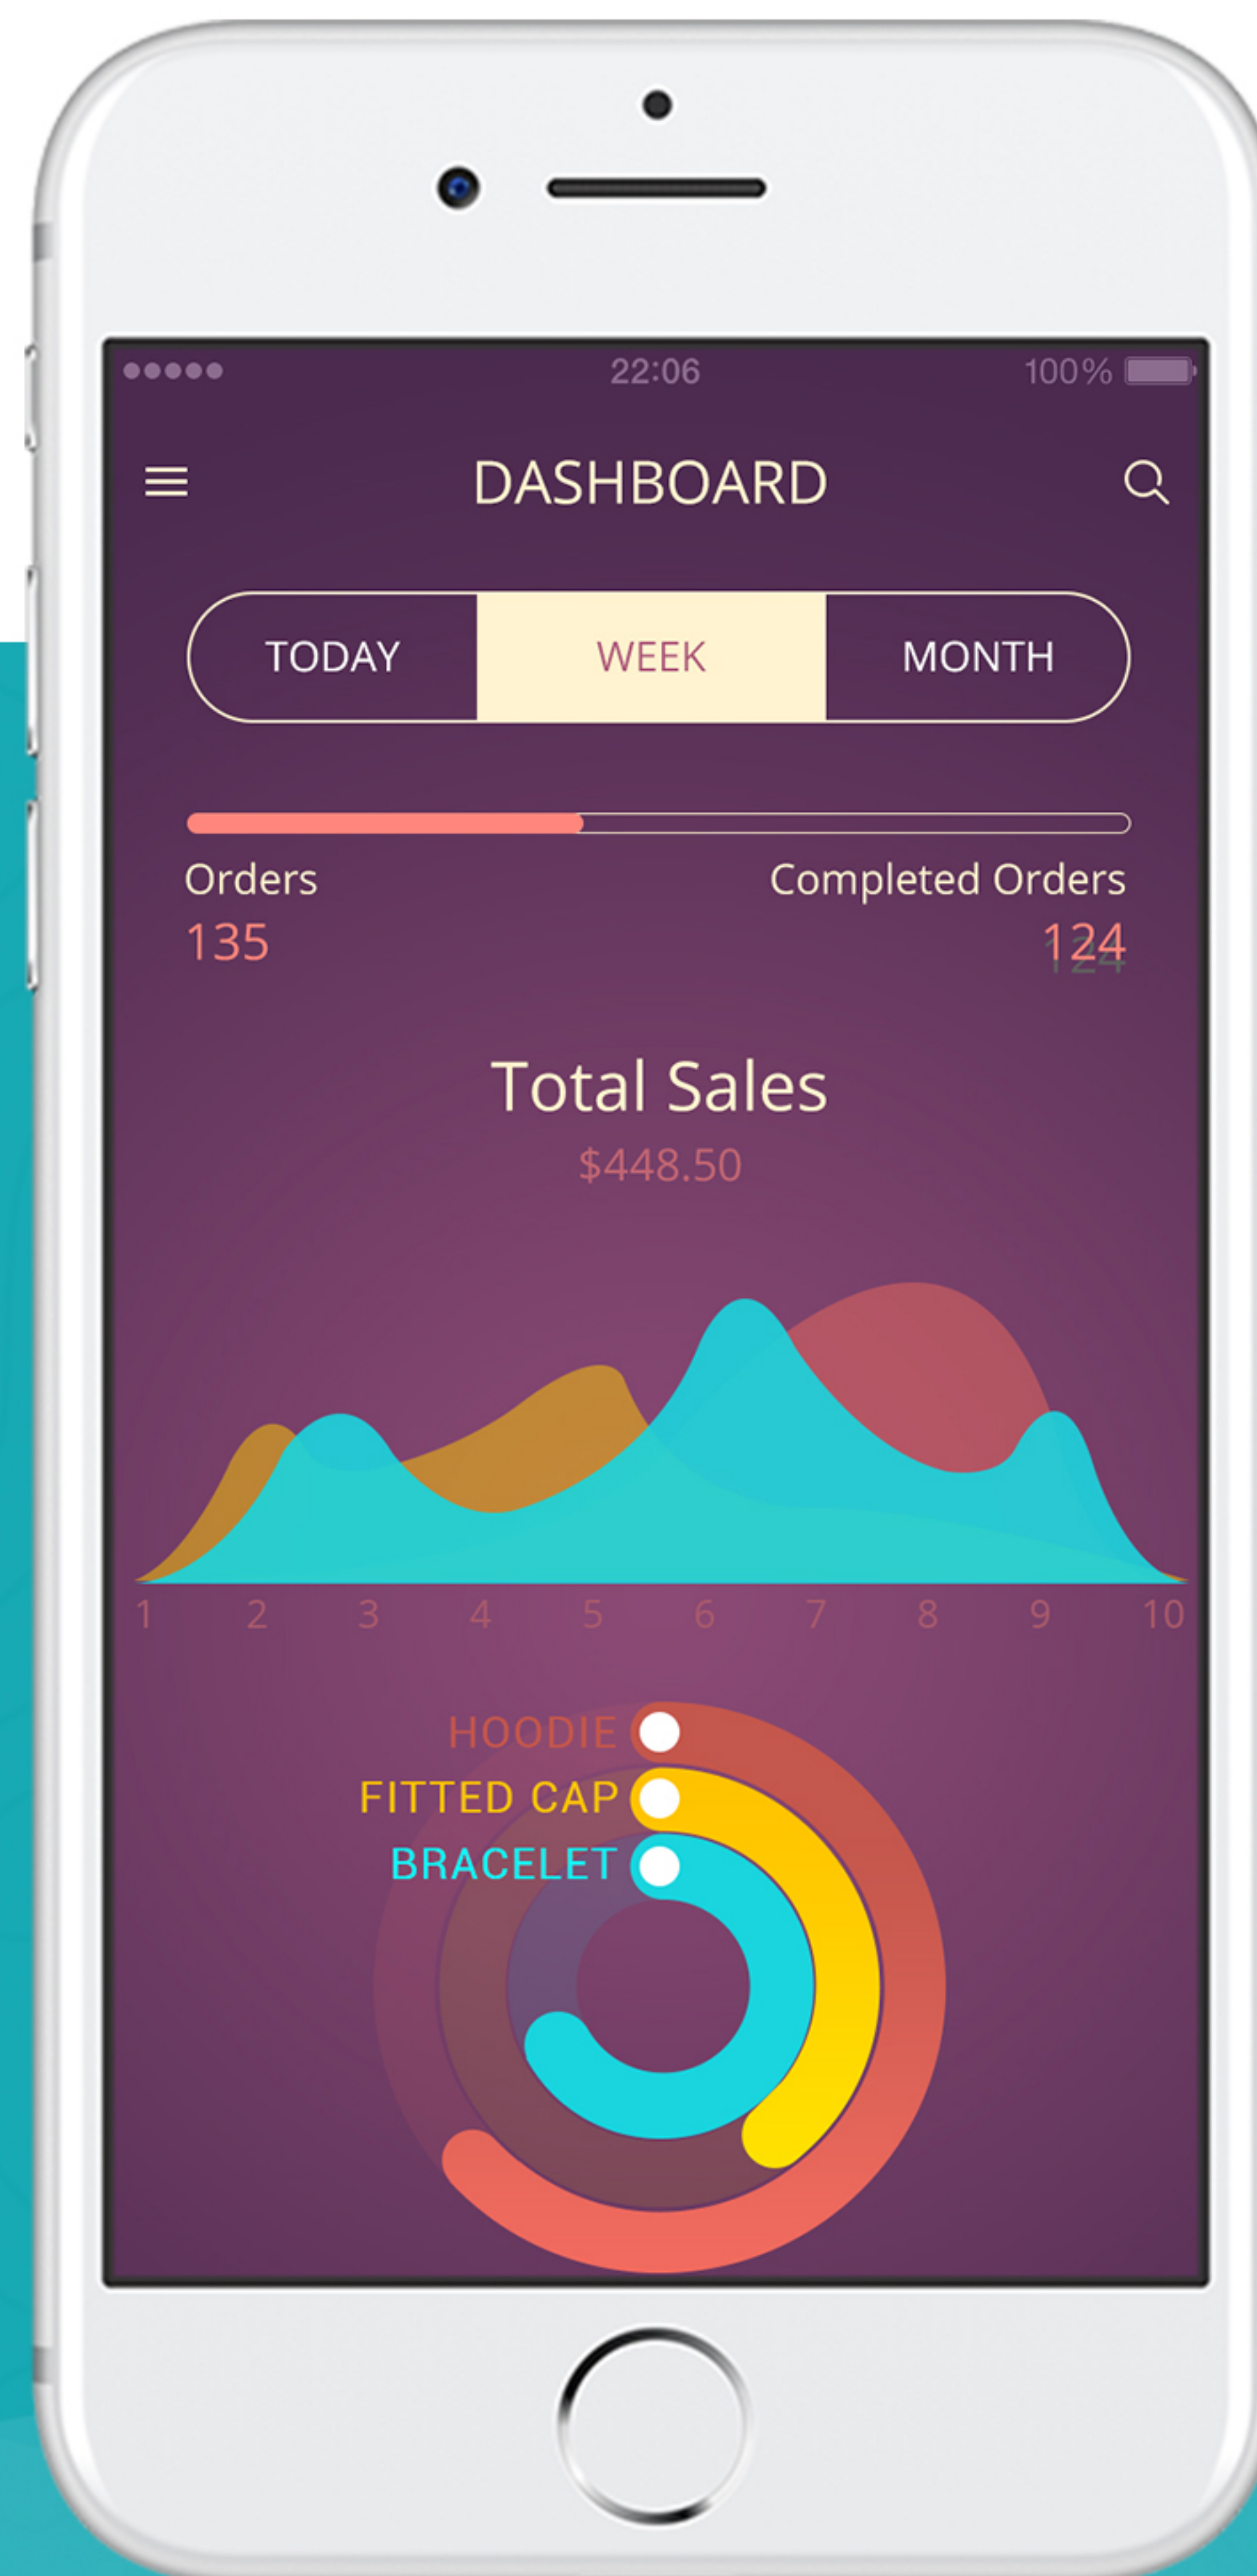 22:06 100%
DASHBOARD
TODAY WEEK MONTH
Orders Completed Orders
135 124
Total Sales
$448.50
1 2 3 4 5 6 7 8 9 10
HOODIE
FITTED CAP
BRACELET